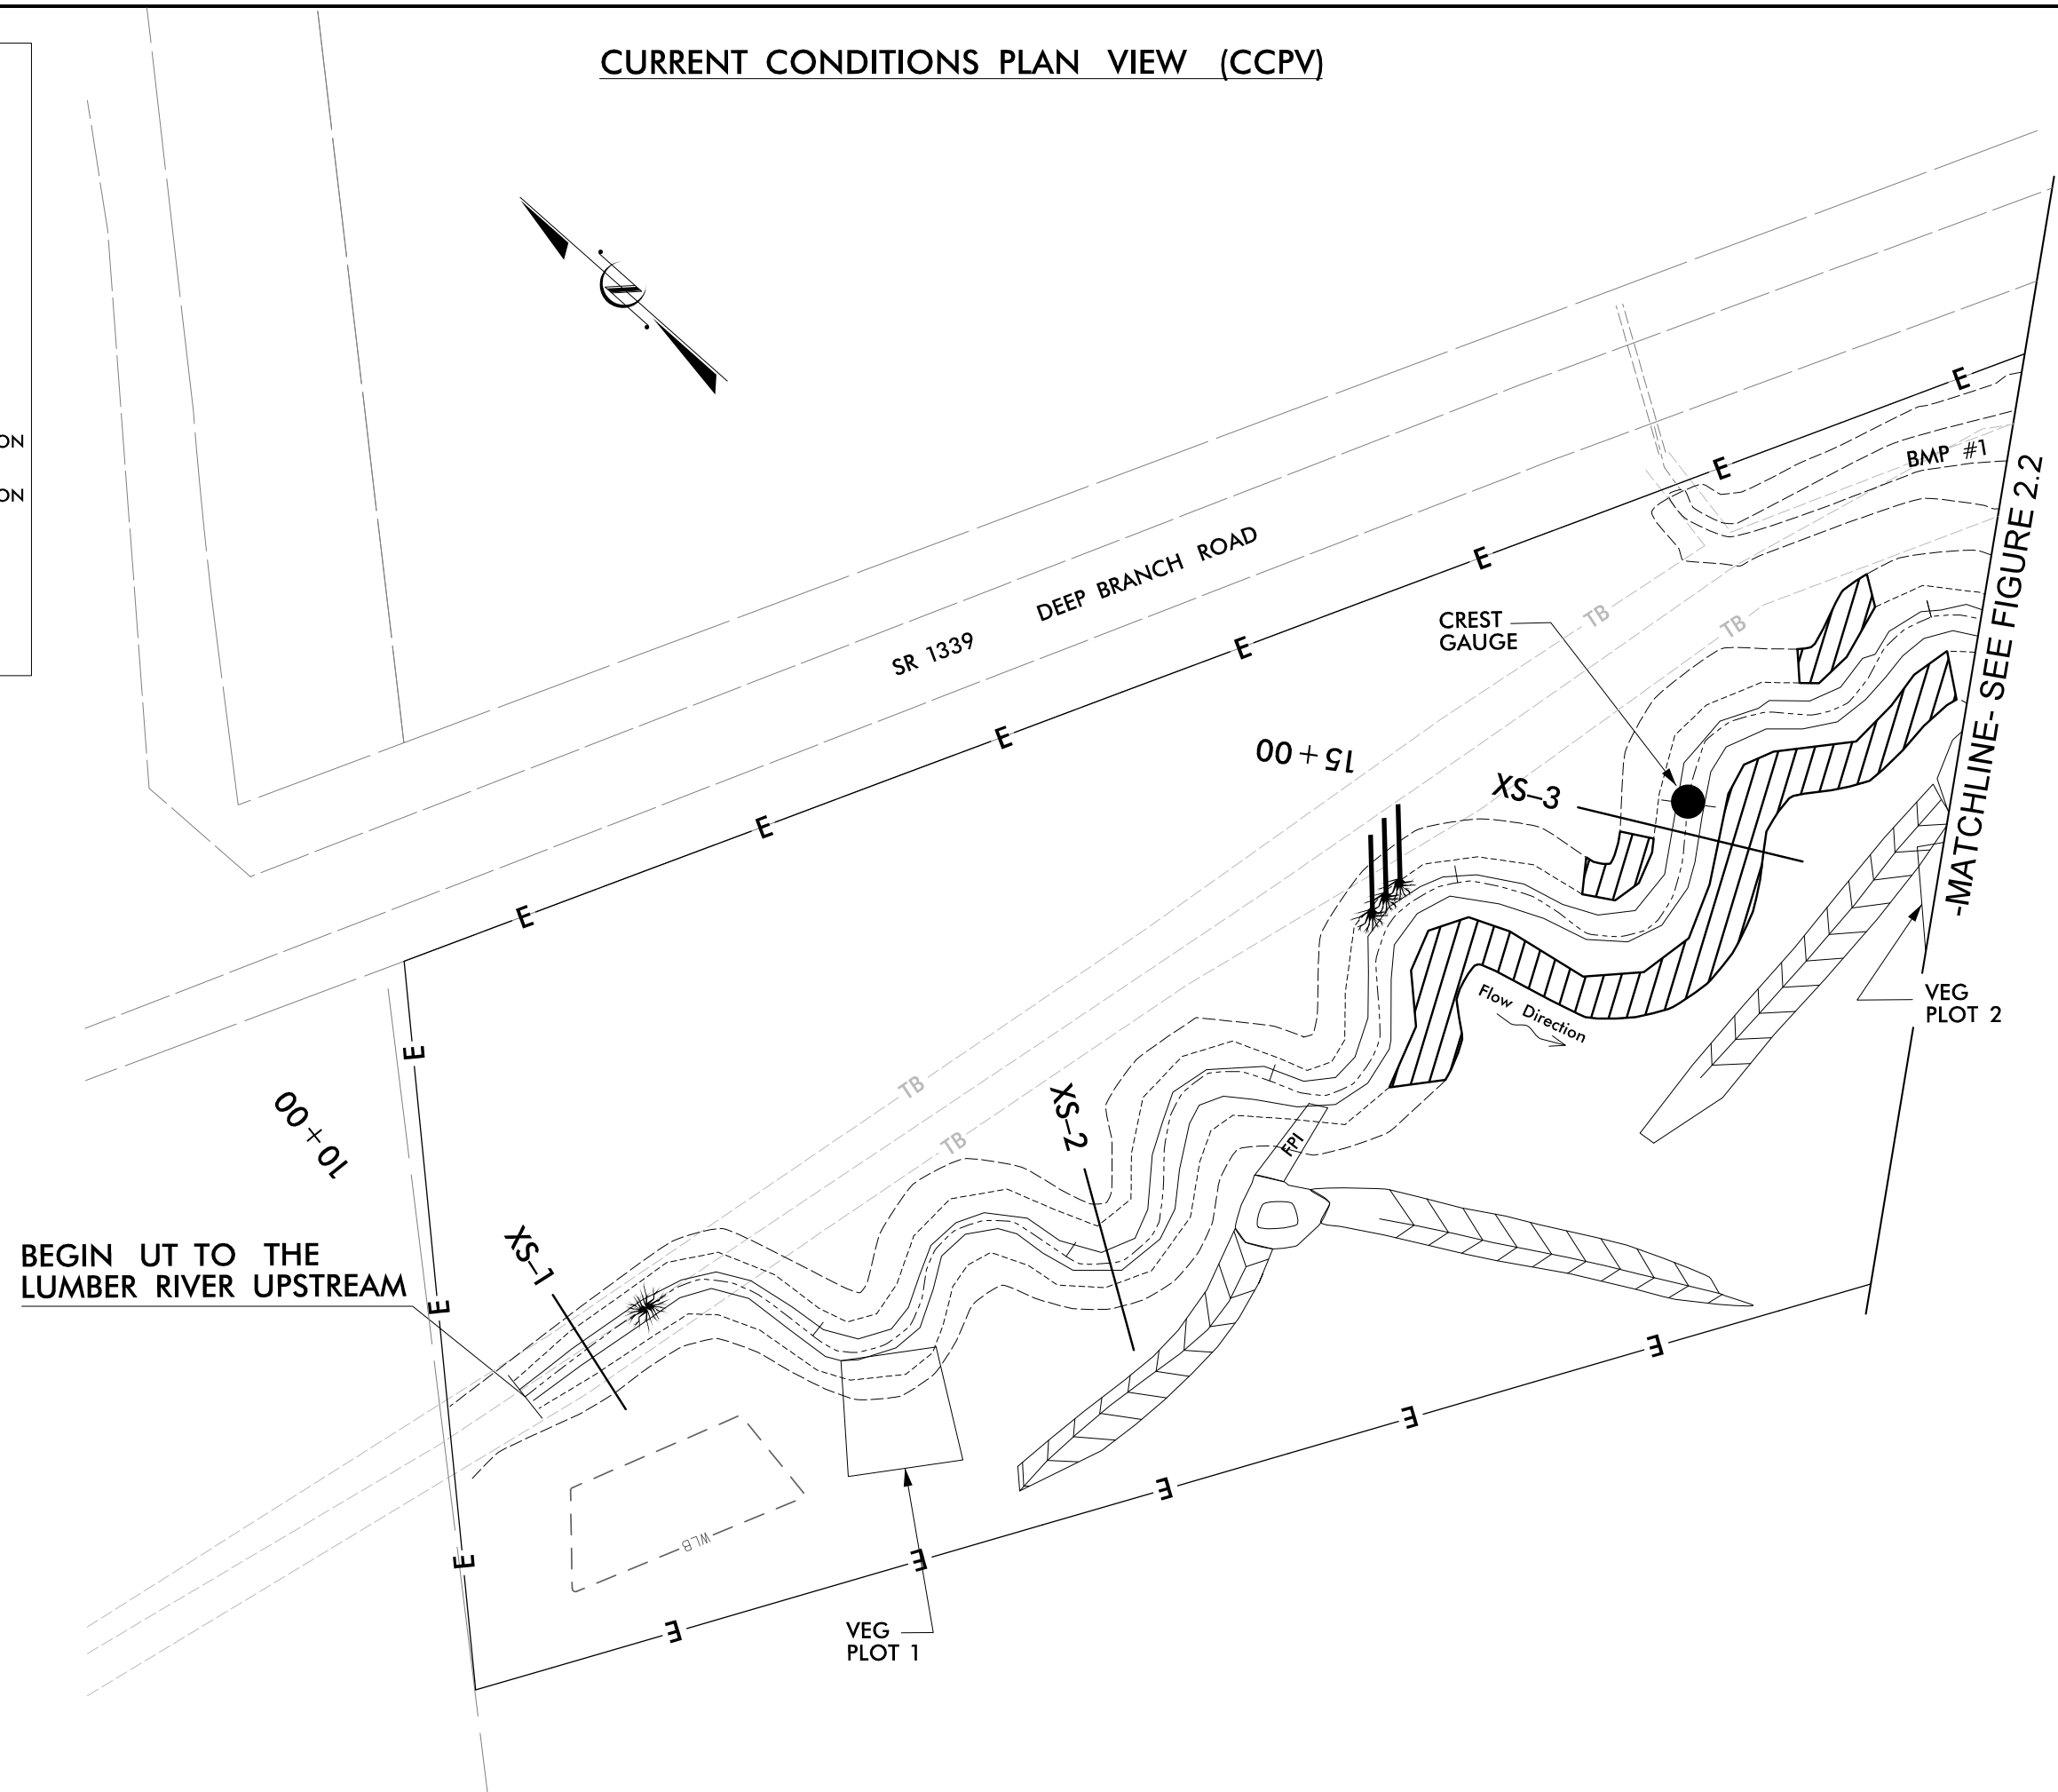 CURRENT CONDITIONS PLAN VIEW (CCPV)
ON
ON
E
E
BMP #1
-MATCHLINE- SEE FIGURE 2.2
SR 1339 DEEP BRANCH ROAD
E
E
E
E
E
TB
TB
CREST
GAUGE
15+00
XS-3
VEG
PLOT 2
Flow Direction
E
10+00
TB
TB
XS-2
FPI
BEGIN UT TO THE
LUMBER RIVER UPSTREAM
XS-1
E
E
E
E
E
E
E
WLB
VEG
PLOT 1